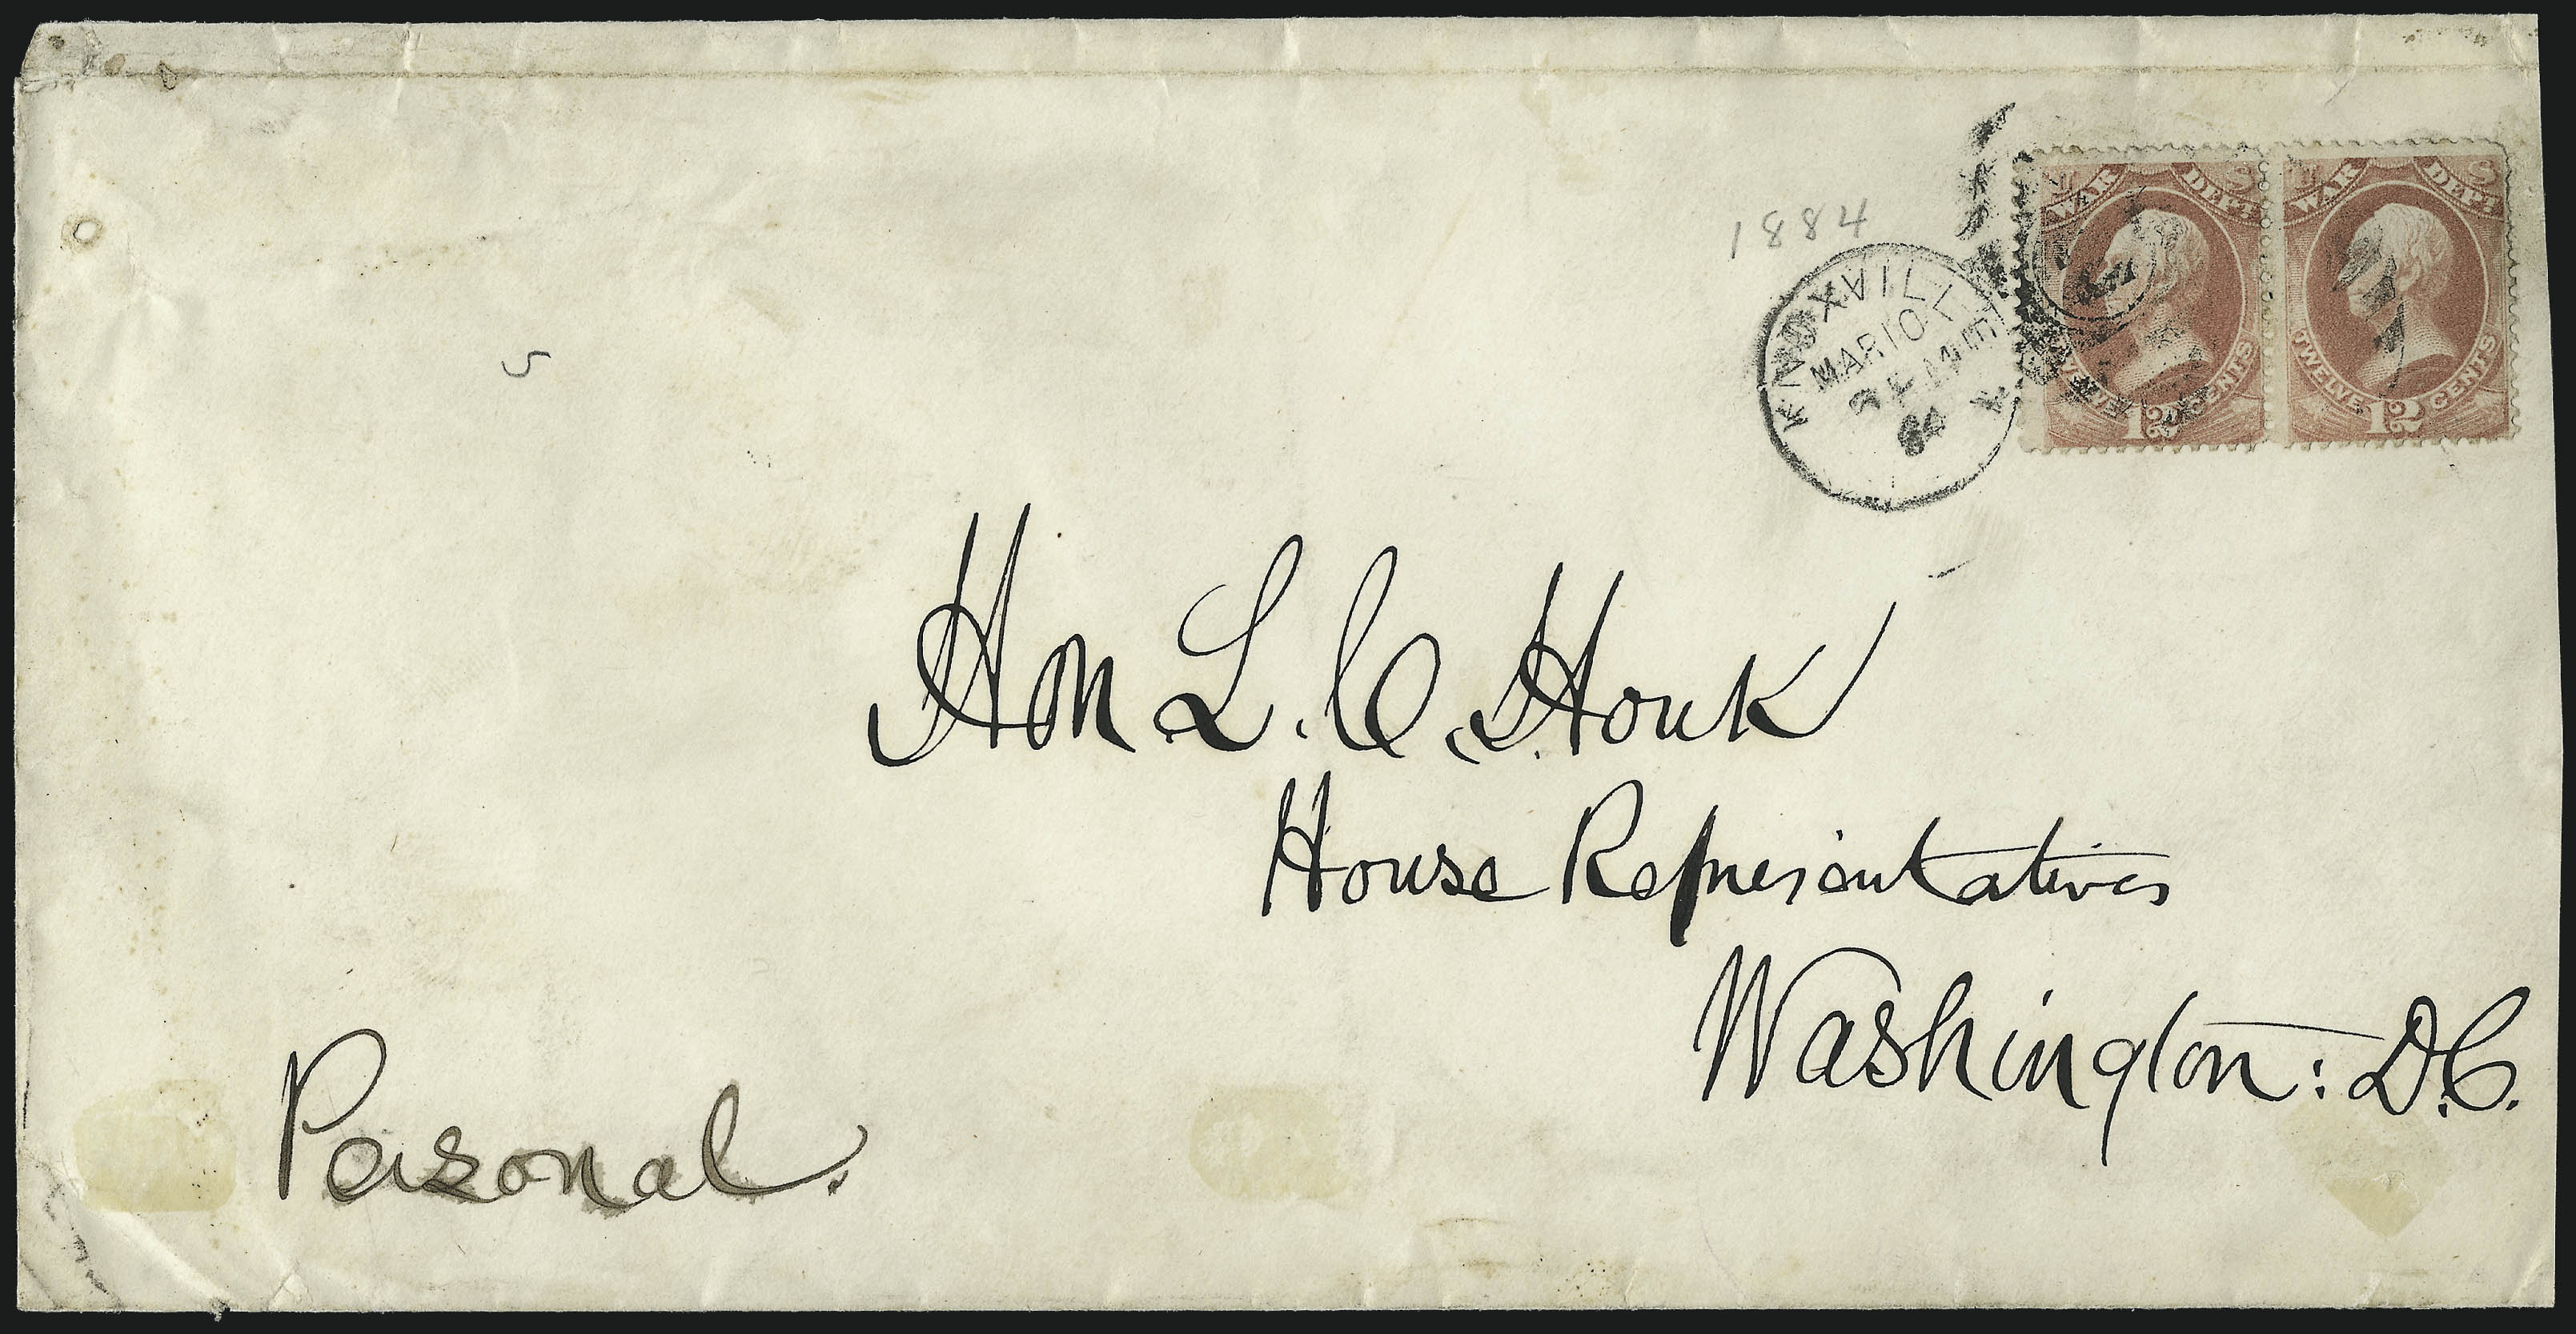 1884
U S
WAR DEPT
TWELVE 12 CENTS
U S
WAR DEPT
TWELVE 12 CENTS
KNOXVILLE
MAR 10
84
Hon L. C. Houk
House Representatives
Washington: D.C.
Personal.